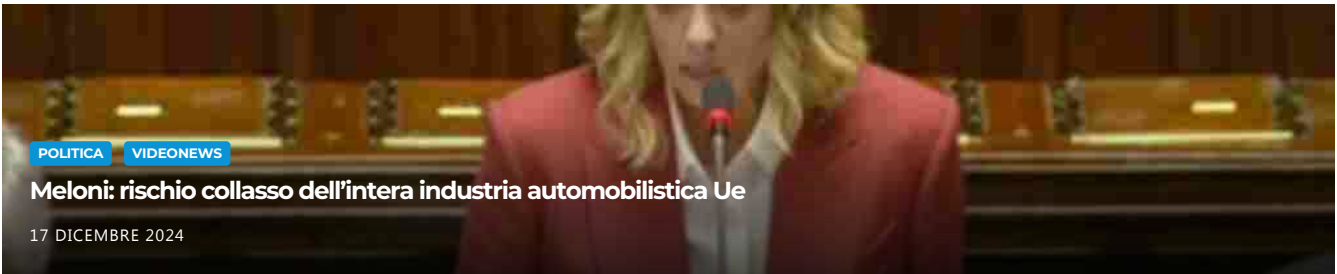 POLITICA VIDEONEWS
Meloni: rischio collasso dell’intera industria automobilistica Ue
17 DICEMBRE 2024